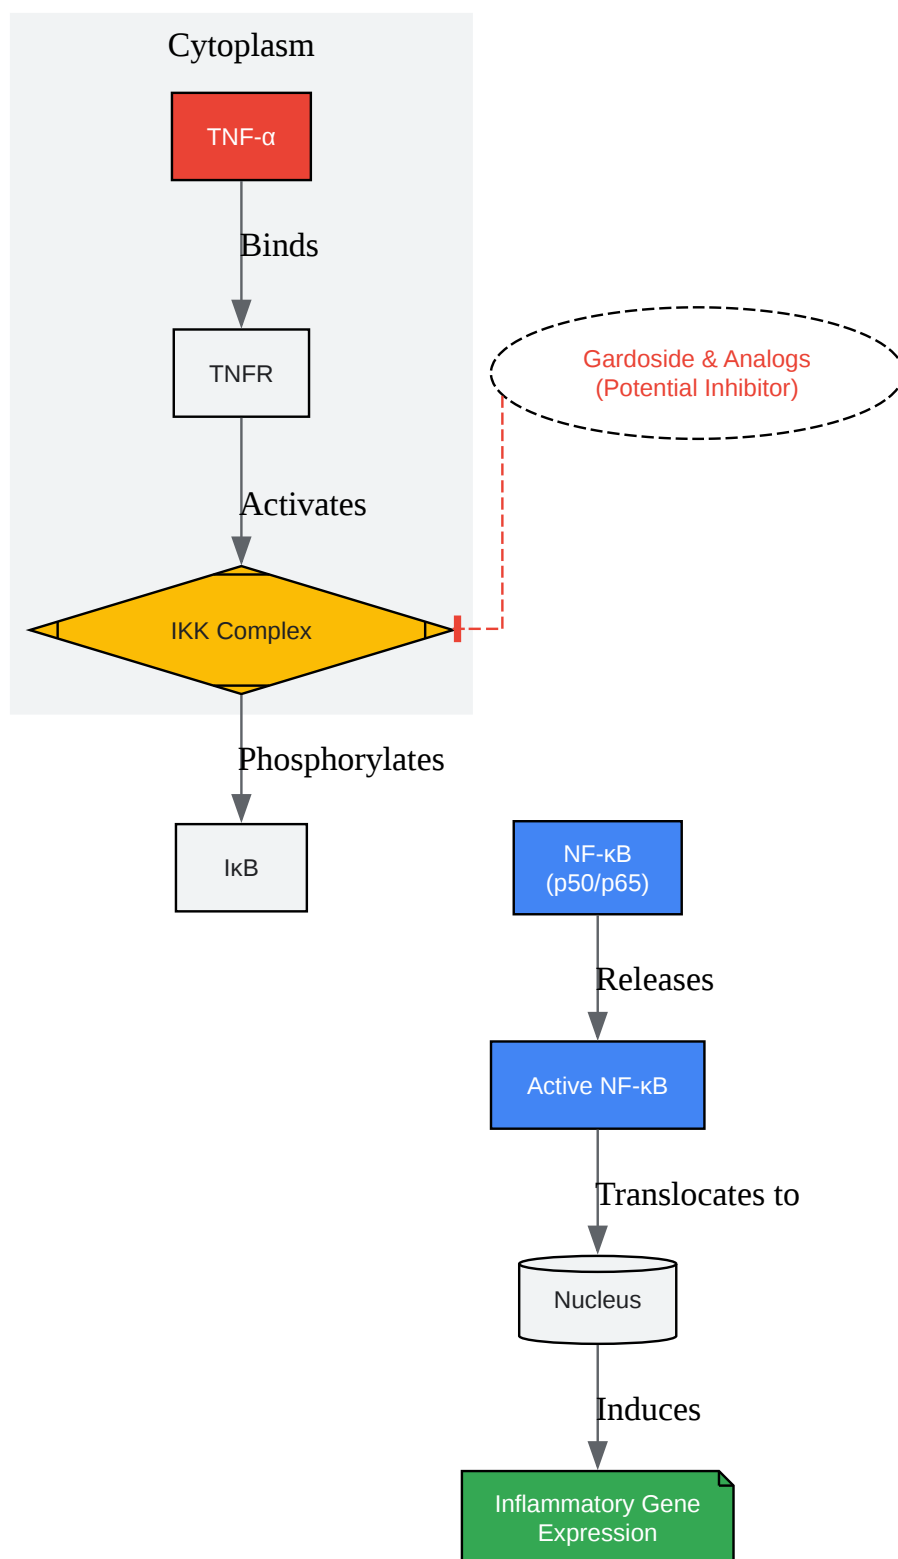 Cytoplasm
TNF-α
Binds
TNFR
Gardoside & Analogs
(Potential Inhibitor)
Activates
IKK Complex
Phosphorylates
IκB
NF-κB
(p50/p65)
Releases
Active NF-κB
Translocates to
Nucleus
Induces
Inflammatory Gene
Expression